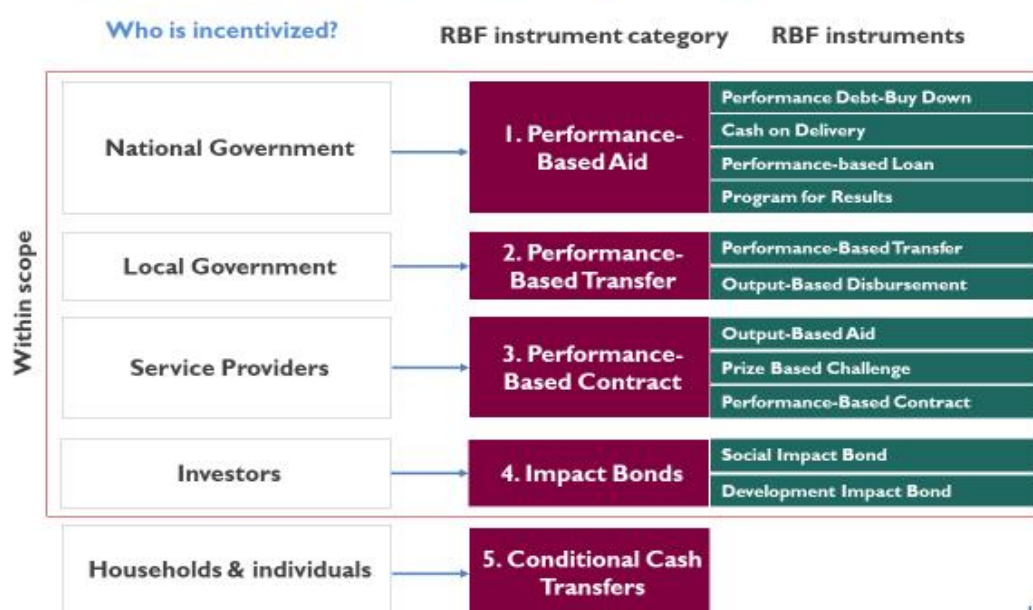 Who is incentivized?
RBF instrument category
RBF instruments
Within scope
National Government
1. Performance-
Based Aid
Performance Debt-Buy Down
Cash on Delivery
Performance-based Loan
Program for Results
Local Government
2. Performance-
Based Transfer
Performance-Based Transfer
Output-Based Disbursement
Service Providers
3. Performance-
Based Contract
Output-Based Aid
Prize Based Challenge
Performance-Based Contract
Investors
4. Impact Bonds
Social Impact Bond
Development Impact Bond
Households & individuals
5. Conditional Cash
Transfers